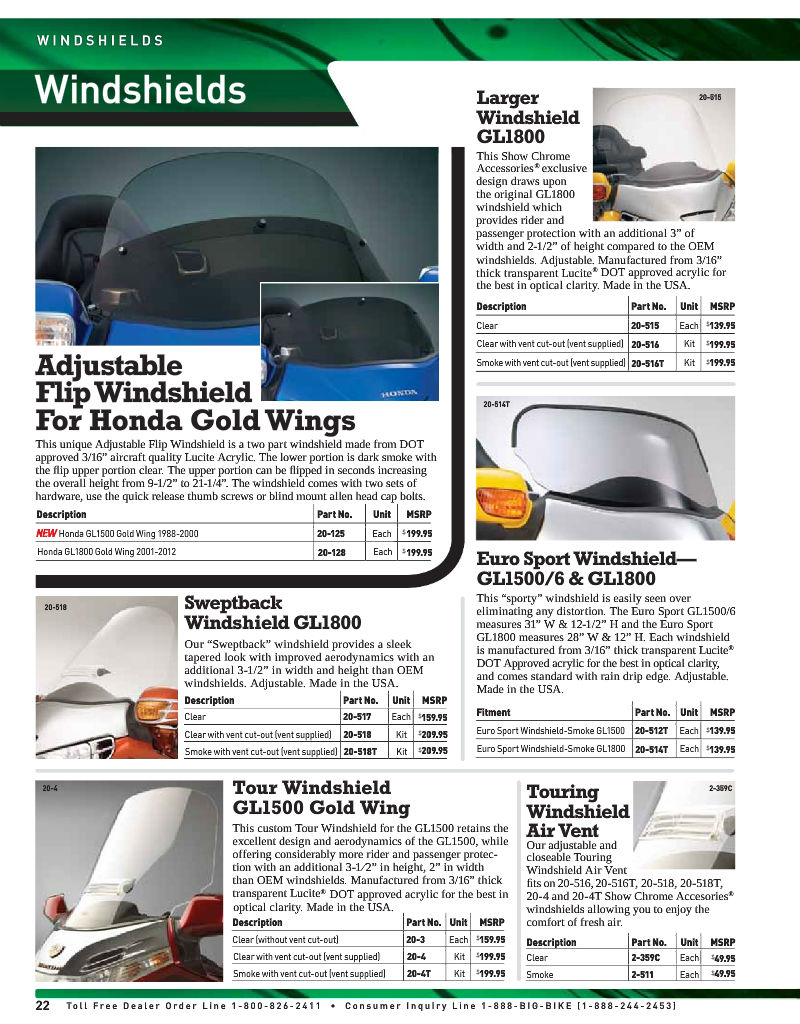 WINDSHIELDS
Windshields
HONDA
Adjustable
Flip Windshield
For Honda Gold Wings
This unique Adjustable Flip Windshield is a two part windshield made from DOT
approved 3/16” aircraft quality Lucite Acrylic. The lower portion is dark smoke with
the flip upper portion clear. The upper portion can be flipped in seconds increasing
the overall height from 9-1/2” to 21-1/4”. The windshield comes with two sets of
hardware, use the quick release thumb screws or blind mount allen head cap bolts.
Description Part No. Unit MSRP
NEW Honda GL1500 Gold Wing 1988-2000 20-125 Each $199.95
Honda GL1800 Gold Wing 2001-2012 20-128 Each $199.95
20-518
Sweptback
Windshield GL1800
Our “Sweptback” windshield provides a sleek
tapered look with improved aerodynamics with an
additional 3-1/2” in width and height than OEM
windshields. Adjustable. Made in the USA.
Description Part No. Unit MSRP
Clear 20-517 Each $159.95
Clear with vent cut-out (vent supplied) 20-518 Kit $209.95
Smoke with vent cut-out (vent supplied) 20-518T Kit $209.95
Larger
Windshield
GL1800
20-515
This Show Chrome
Accessories® exclusive
design draws upon
the original GL1800
windshield which
provides rider and
passenger protection with an additional 3” of
width and 2-1/2” of height compared to the OEM
windshields. Adjustable. Manufactured from 3/16”
thick transparent Lucite® DOT approved acrylic for
the best in optical clarity. Made in the USA.
Description Part No. Unit MSRP
Clear 20-515 Each $139.95
Clear with vent cut-out (vent supplied) 20-516 Kit $199.95
Smoke with vent cut-out (vent supplied) 20-516T Kit $199.95
20-514T
Euro Sport Windshield—
GL1500/6 & GL1800
This “sporty” windshield is easily seen over
eliminating any distortion. The Euro Sport GL1500/6
measures 31” W & 12-1/2” H and the Euro Sport
GL1800 measures 28” W & 12” H. Each windshield
is manufactured from 3/16” thick transparent Lucite®
DOT Approved acrylic for the best in optical clarity,
and comes standard with rain drip edge. Adjustable.
Made in the USA.
Fitment Part No. Unit MSRP
Euro Sport Windshield-Smoke GL1500 20-512T Each $139.95
Euro Sport Windshield-Smoke GL1800 20-514T Each $139.95
20-4
Tour Windshield
GL1500 Gold Wing
This custom Tour Windshield for the GL1500 retains the
excellent design and aerodynamics of the GL1500, while
offering considerably more rider and passenger protec-
tion with an additional 3-1/2” in height, 2” in width
than OEM windshields. Manufactured from 3/16” thick
transparent Lucite® DOT approved acrylic for the best in
optical clarity. Made in the USA.
Description Part No. Unit MSRP
Clear (without vent cut-out) 20-3 Each $159.95
Clear with vent cut-out (vent supplied) 20-4 Kit $199.95
Smoke with vent cut-out (vent supplied) 20-4T Kit $199.95
Touring
Windshield
Air Vent
2-359C
Our adjustable and
closeable Touring
Windshield Air Vent
fits on 20-516, 20-516T, 20-518, 20-518T,
20-4 and 20-4T Show Chrome Accesories®
windshields allowing you to enjoy the
comfort of fresh air.
Description Part No. Unit MSRP
Clear 2-359C Each $49.95
Smoke 2-511 Each $49.95
22 Toll Free Dealer Order Line 1-800-826-2411 • Consumer Inquiry Line 1-888-BIG-BIKE (1-888-244-2453)